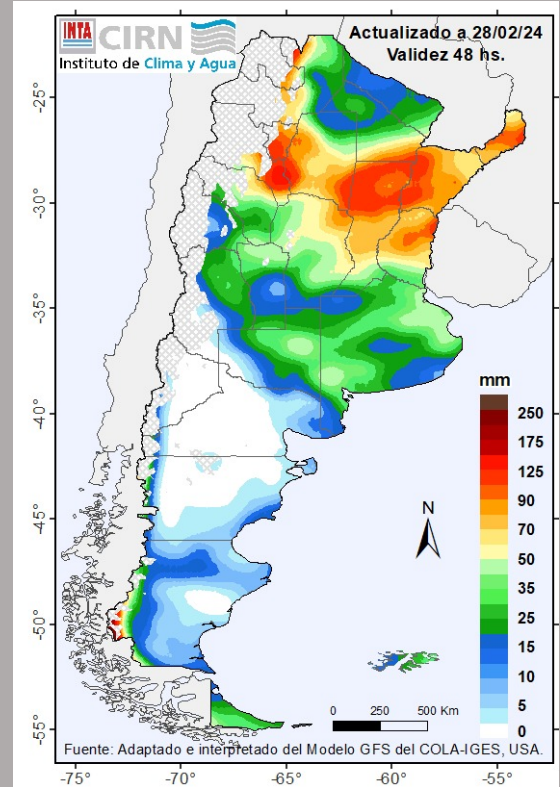 INTA
CIRN
Instituto de Clima y Agua
Actualizado a 28/02/24
Validez 48 hs.
-25°
-30°
-35°
-40°
-45°
-50°
-55°
mm
250
175
125
90
70
50
35
25
15
10
5
0
N
0 250 500 Km
Fuente: Adaptado e interpretado del Modelo GFS del COLA-IGES, USA.
-75° -70° -65° -60° -55°